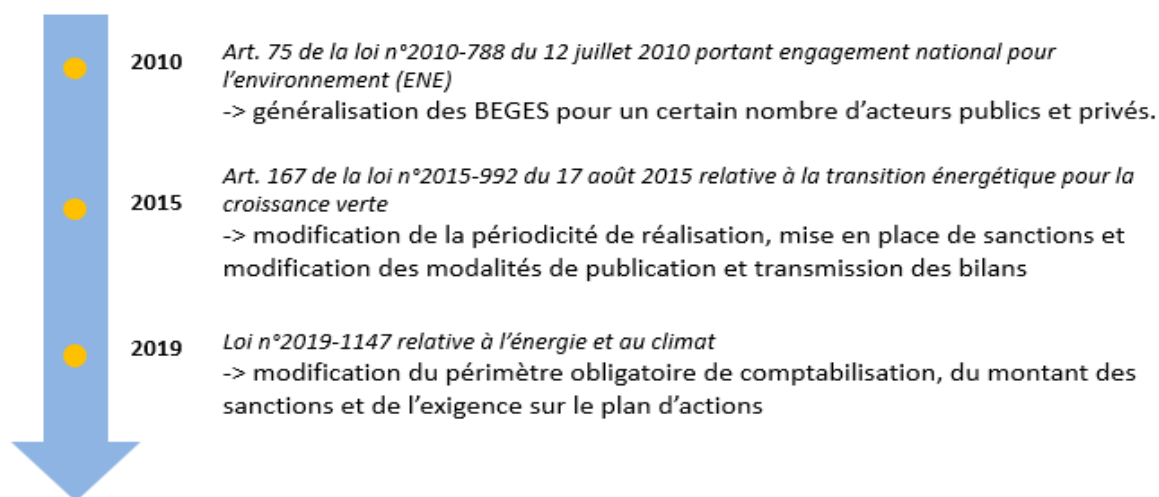 2010
Art. 75 de la loi n°2010-788 du 12 juillet 2010 portant engagement national pour
l’environnement (ENE)
-> généralisation des BEGES pour un certain nombre d’acteurs publics et privés.
2015
Art. 167 de la loi n°2015-992 du 17 août 2015 relative à la transition énergétique pour la
croissance verte
-> modification de la périodicité de réalisation, mise en place de sanctions et
modification des modalités de publication et transmission des bilans
2019
Loi n°2019-1147 relative à l’énergie et au climat
-> modification du périmètre obligatoire de comptabilisation, du montant des
sanctions et de l’exigence sur le plan d’actions